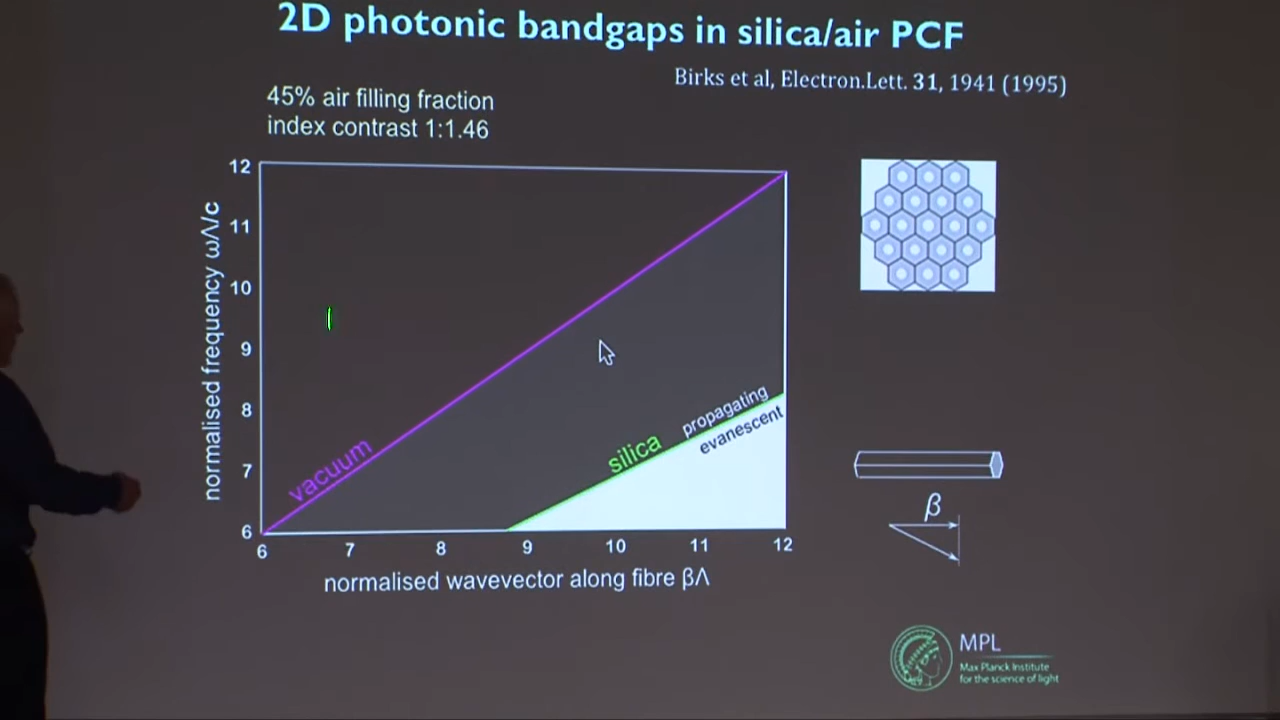 2D photonic bandgaps in silica/air PCF
Birks et al, Electron.Lett. 31, 1941 (1995)
45% air filling fraction
index contrast 1:1.46
normalised frequency ωΛ/c
12
11
10
9
8
7
6
vacuum
silica
propagating
evanescent
6 7 8 9 10 11 12
normalised wavevector along fibre βΛ
β
MPL
Max Planck Institute
for the science of light